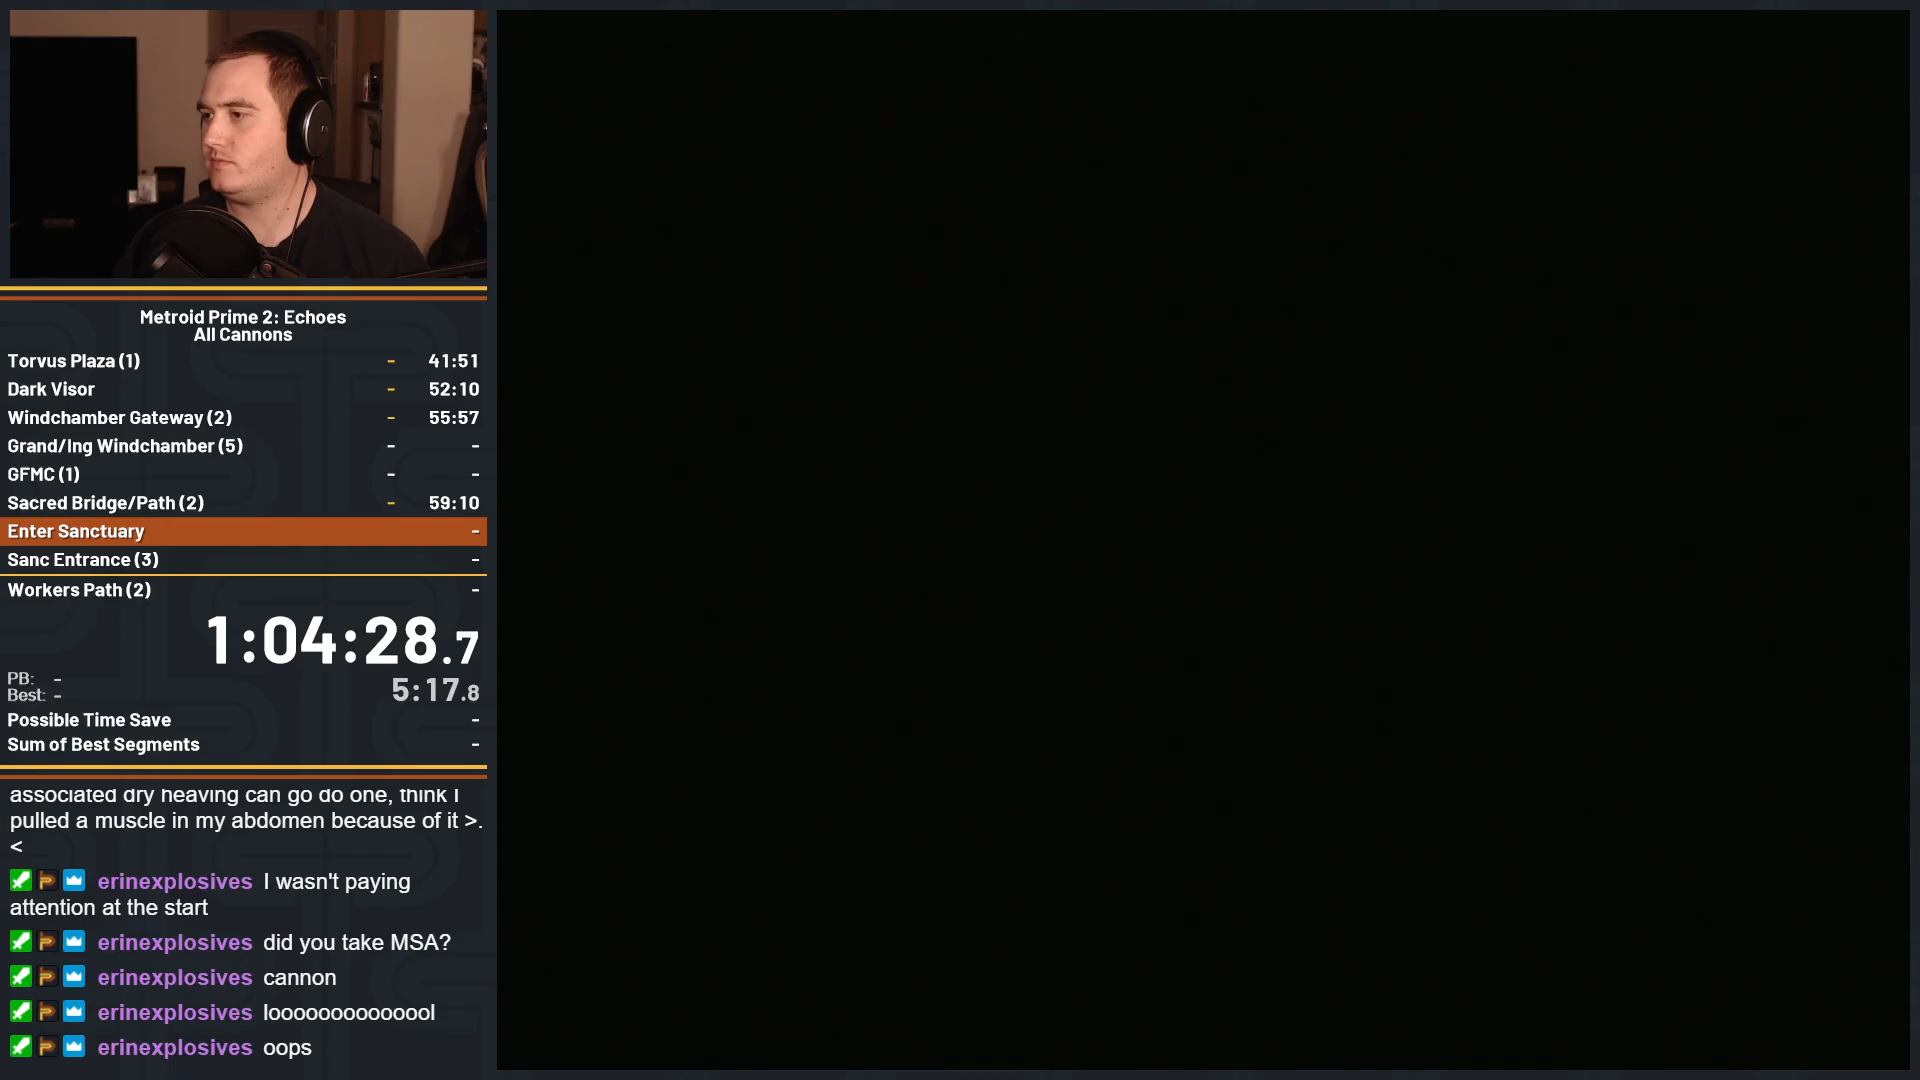 Metroid Prime 2: Echoes
All Cannons
Torvus Plaza (1) - 41:51
Dark Visor - 52:10
Windchamber Gateway (2) - 55:57
Grand/Ing Windchamber (5) - -
GFMC (1) - -
Sacred Bridge/Path (2) - 59:10
Enter Sanctuary -
Sanc Entrance (3) -
Workers Path (2) -
1:04:28.7
PB: -
Best: - 5:17.8
Possible Time Save -
Sum of Best Segments -
associated dry heaving can go do one, think I
pulled a muscle in my abdomen because of it >.
<
erinexplosives I wasn't paying
attention at the start
erinexplosives did you take MSA?
erinexplosives cannon
erinexplosives loooooooooooool
erinexplosives oops